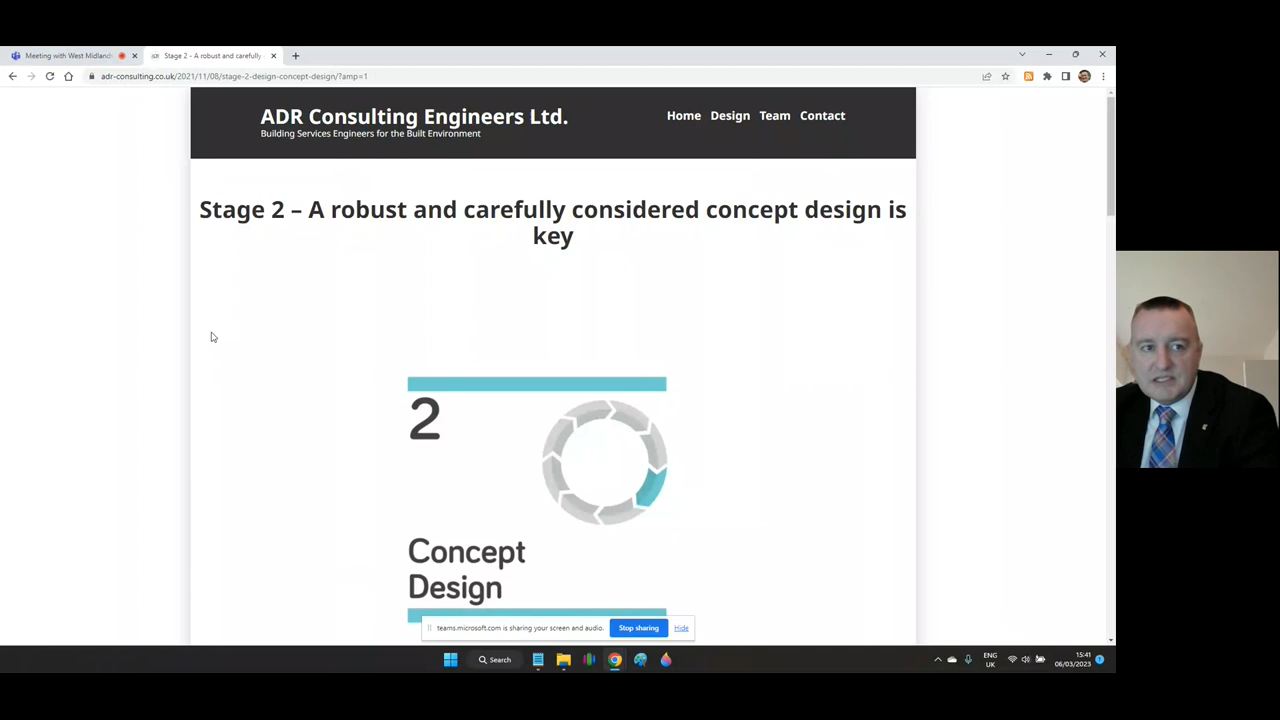 Meeting with West Midland
Stage 2 - A robust and carefully
adr-consulting.co.uk/2021/11/08/stage-2-design-concept-design/?amp=1
ADR Consulting Engineers Ltd.
Building Services Engineers for the Built Environment
Home Design Team Contact
Stage 2 – A robust and carefully considered concept design is
key
2
Concept
Design
teams.microsoft.com is sharing your screen and audio.
Stop sharing
Hide
Search
ENG
UK
15:41
06/03/2023